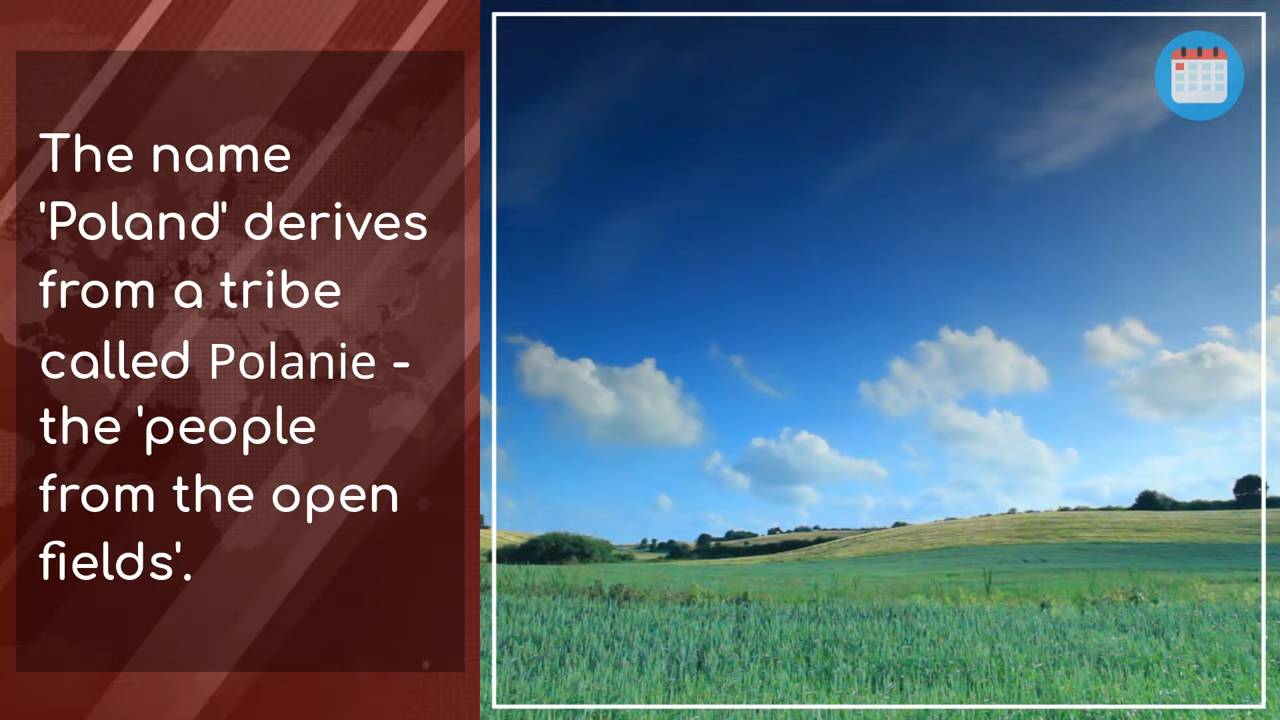 The name
'Poland' derives
from a tribe
called Polanie -
the 'people
from the open
fields'.